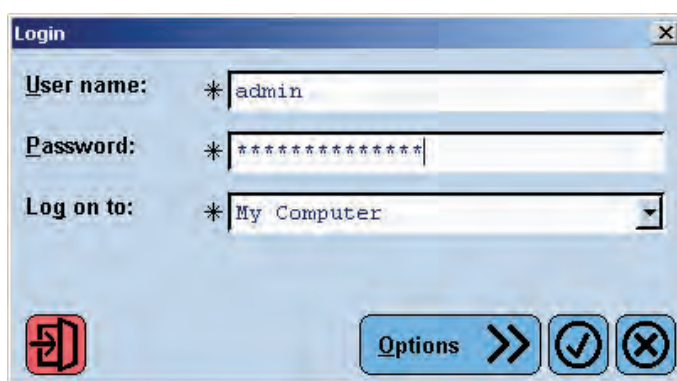 Login
User name: * admin
Password: * **************
Log on to: * My Computer
Options